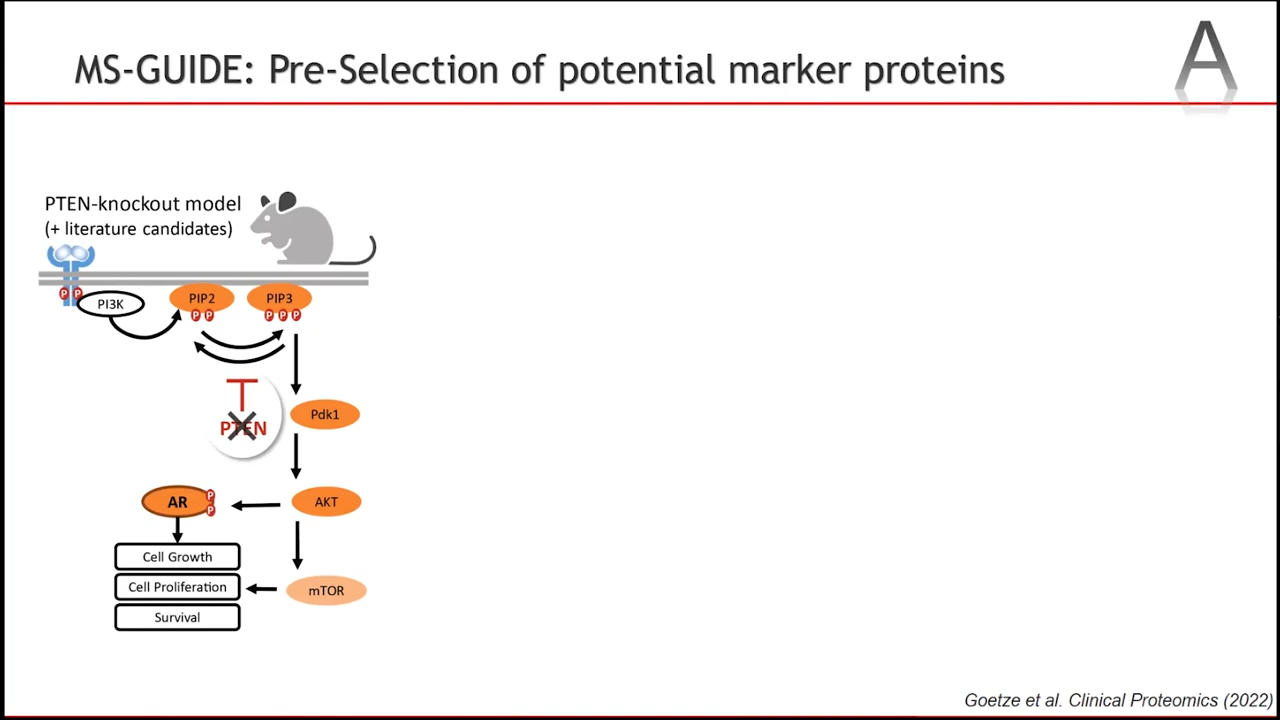 MS-GUIDE: Pre-Selection of potential marker proteins
A
PTEN-knockout model
(+ literature candidates)
P P
PI3K
PIP2
P P
PIP3
P P P
PTEN
Pdk1
AR
P
P
AKT
Cell Growth
Cell Proliferation
mTOR
Survival
Goetze et al. Clinical Proteomics (2022)